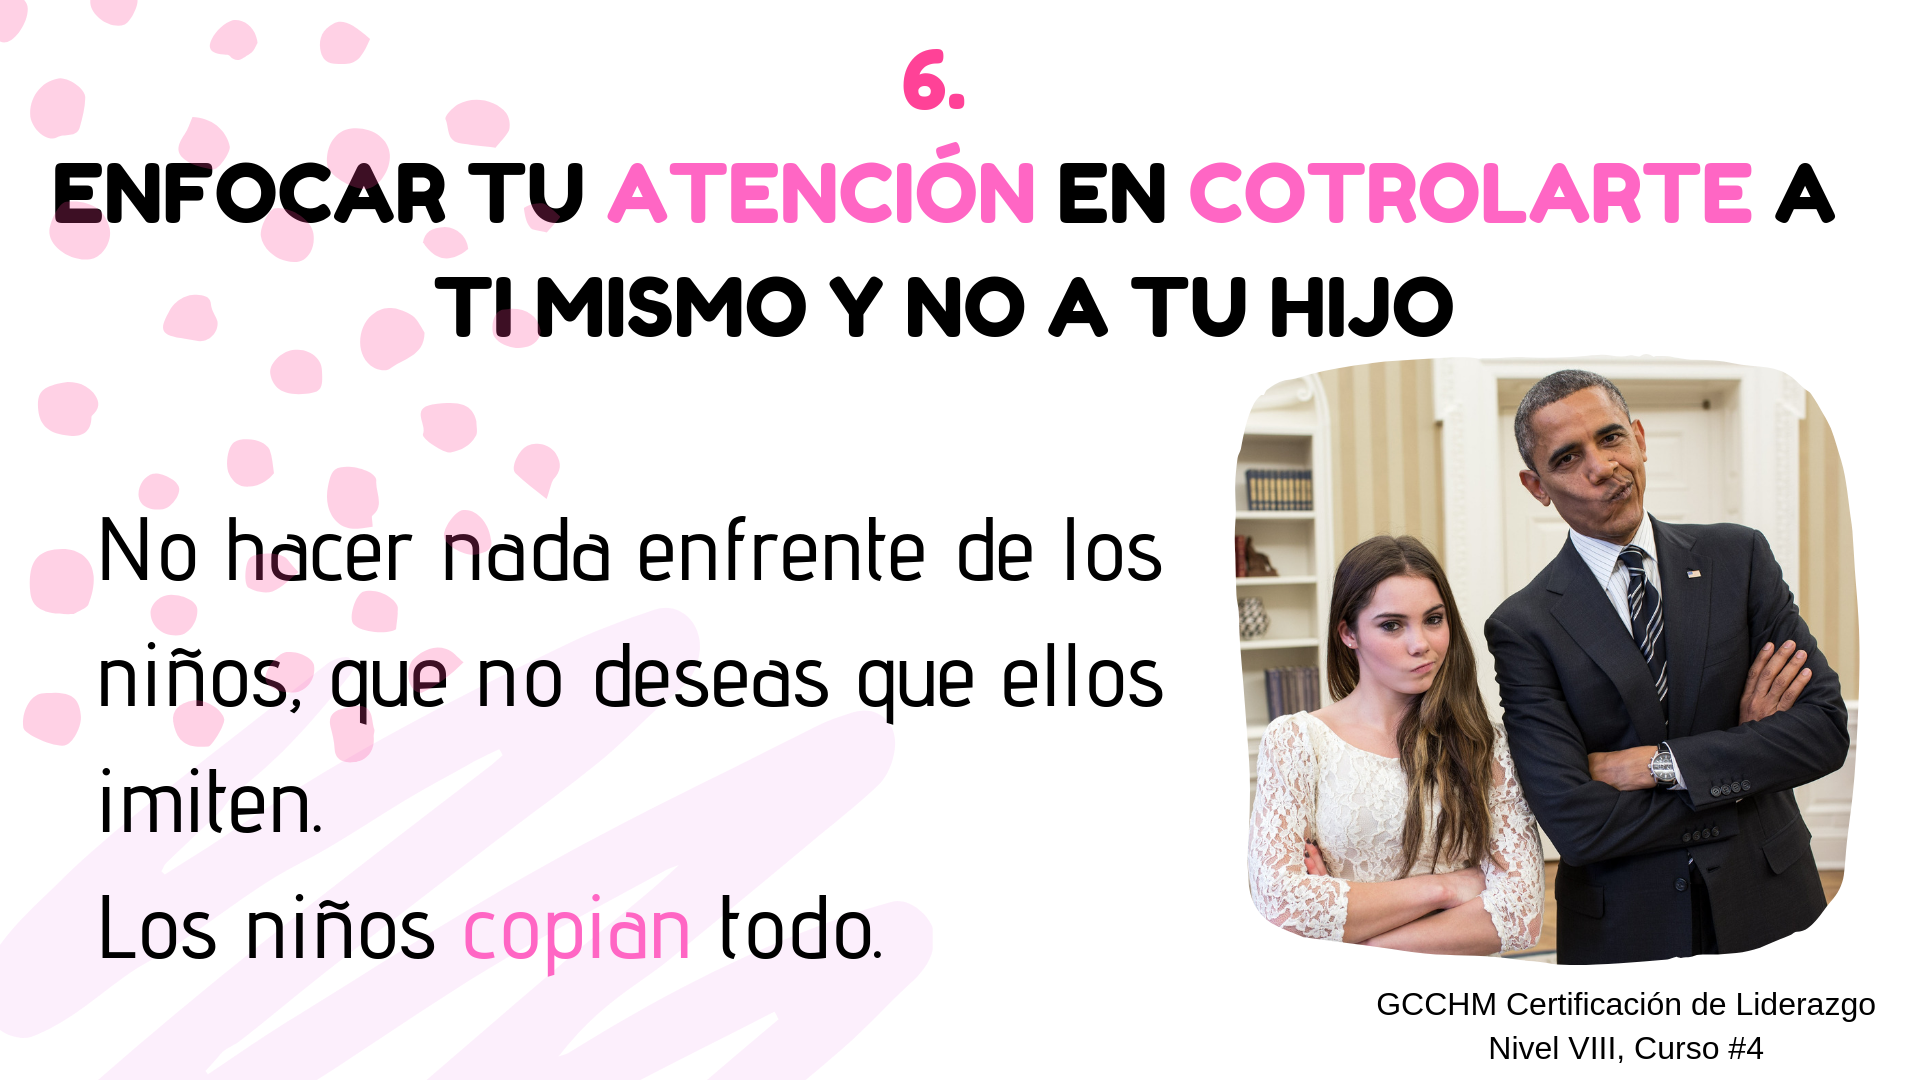 6.
ENFOCAR TU ATENCIÓN EN COTROLARTE A
TI MISMO Y NO A TU HIJO
No hacer nada enfrente de los
niños, que no deseas que ellos
imiten.
Los niños copian todo.
GCCHM Certificación de Liderazgo
Nivel VIII, Curso #4